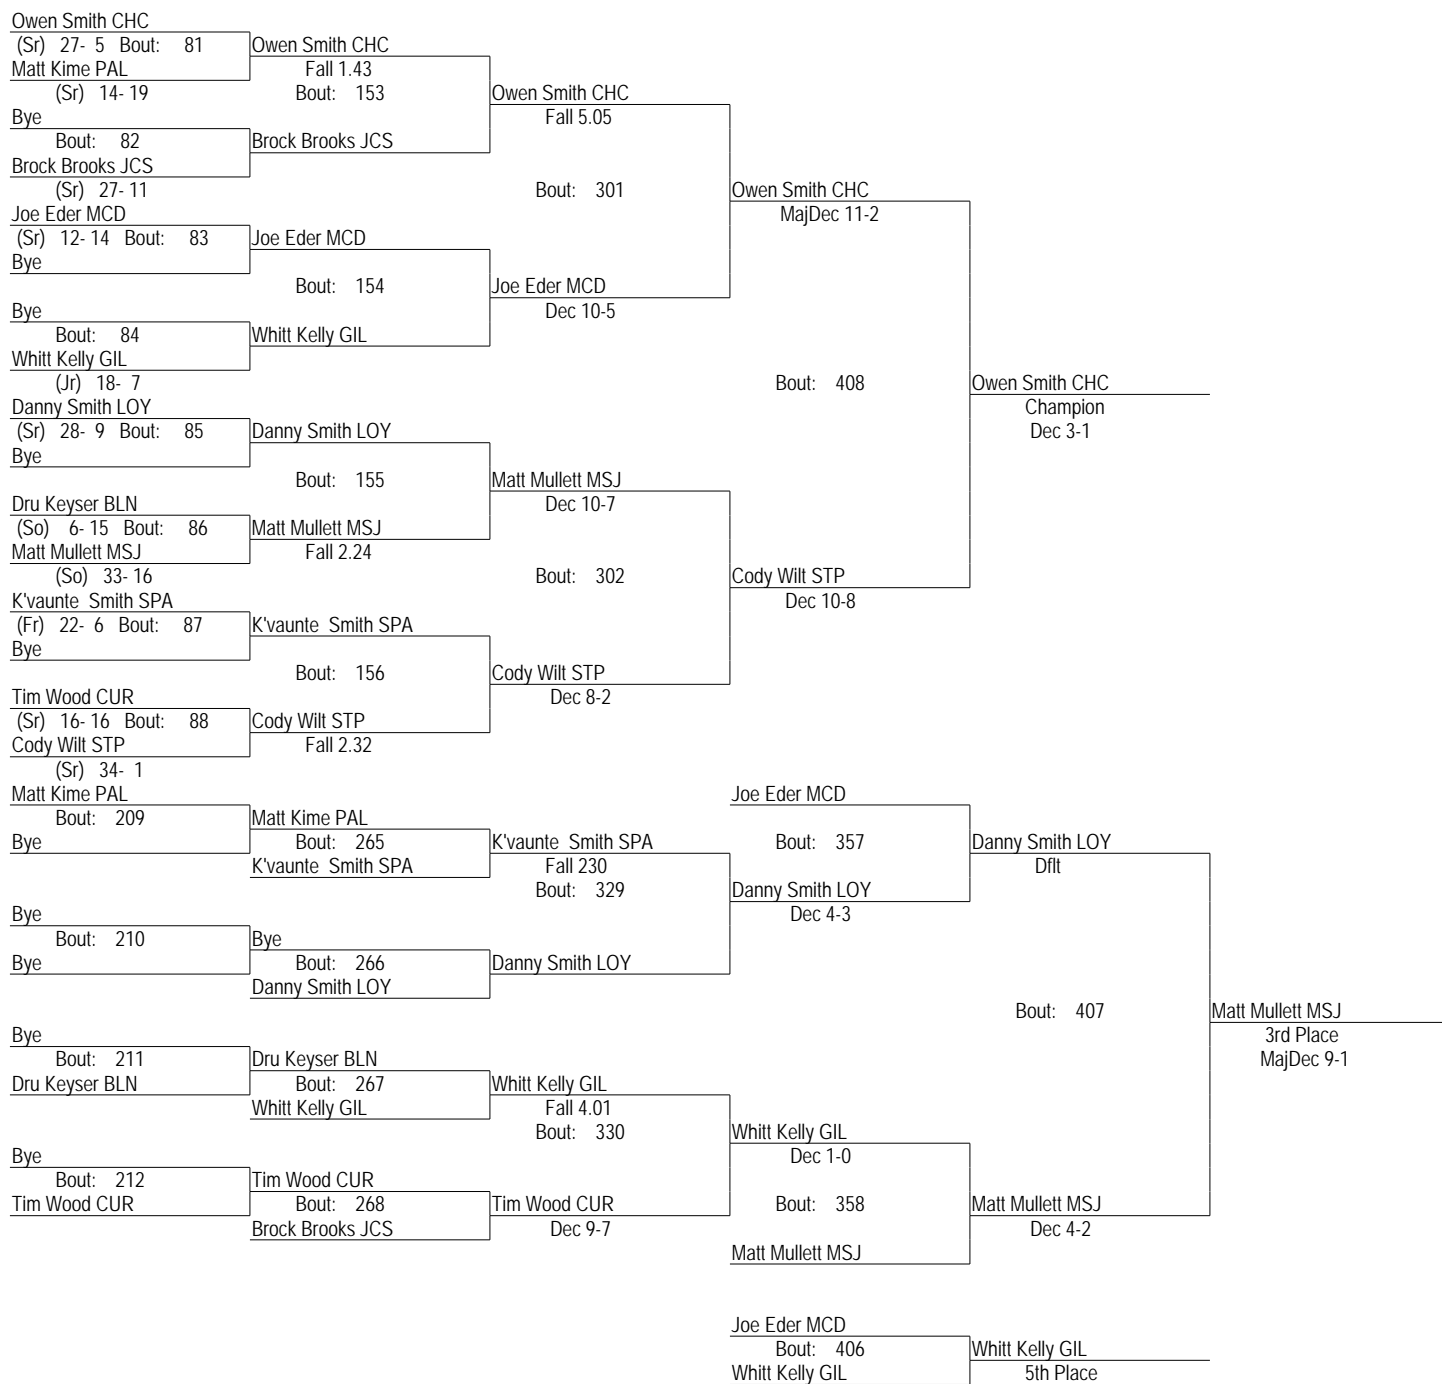 Owen Smith CHC
(Sr) 27- 5 Bout: 81
Owen Smith CHC
Matt Kime PAL
Fall 1.43
(Sr) 14- 19
Bout: 153
Owen Smith CHC
Bye
Fall 5.05
Bout: 82
Brock Brooks JCS
Brock Brooks JCS
(Sr) 27- 11
Bout: 301
Owen Smith CHC
Joe Eder MCD
MajDec 11-2
(Sr) 12- 14 Bout: 83
Joe Eder MCD
Bye
Bout: 154
Joe Eder MCD
Bye
Dec 10-5
Bout: 84
Whitt Kelly GIL
Whitt Kelly GIL
(Jr) 18- 7
Bout: 408
Owen Smith CHC
Danny Smith LOY
Champion
(Sr) 28- 9 Bout: 85
Danny Smith LOY
Dec 3-1
Bye
Bout: 155
Matt Mullett MSJ
Dru Keyser BLN
Dec 10-7
(So) 6- 15 Bout: 86
Matt Mullett MSJ
Matt Mullett MSJ
Fall 2.24
(So) 33- 16
Bout: 302
Cody Wilt STP
K'vaunte Smith SPA
Dec 10-8
(Fr) 22- 6 Bout: 87
K'vaunte Smith SPA
Bye
Bout: 156
Cody Wilt STP
Tim Wood CUR
Dec 8-2
(Sr) 16- 16 Bout: 88
Cody Wilt STP
Cody Wilt STP
Fall 2.32
(Sr) 34- 1
Matt Kime PAL
Joe Eder MCD
Bout: 209
Matt Kime PAL
Bye
Bout: 265
K'vaunte Smith SPA
Bout: 357
Danny Smith LOY
K'vaunte Smith SPA
Fall 230
Dflt
Bout: 329
Danny Smith LOY
Bye
Dec 4-3
Bout: 210
Bye
Bye
Bout: 266
Danny Smith LOY
Danny Smith LOY
Bout: 407
Matt Mullett MSJ
Bye
3rd Place
Bout: 211
Dru Keyser BLN
MajDec 9-1
Dru Keyser BLN
Bout: 267
Whitt Kelly GIL
Whitt Kelly GIL
Fall 4.01
Bout: 330
Whitt Kelly GIL
Bye
Dec 1-0
Bout: 212
Tim Wood CUR
Tim Wood CUR
Bout: 268
Tim Wood CUR
Bout: 358
Matt Mullett MSJ
Brock Brooks JCS
Dec 9-7
Dec 4-2
Matt Mullett MSJ
Joe Eder MCD
Bout: 406
Whitt Kelly GIL
Whitt Kelly GIL
5th Place